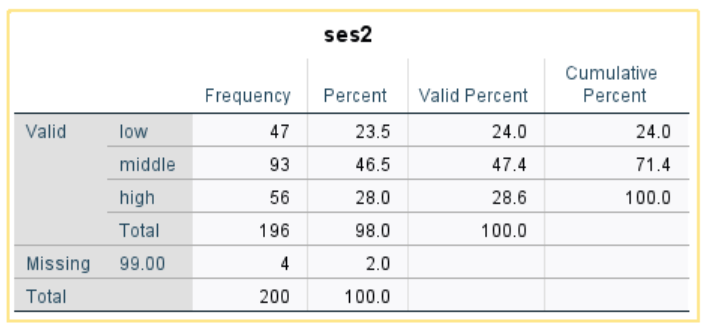 ses2
Frequency Percent Valid Percent Cumulative Percent
Valid low 47 23.5 24.0 24.0
middle 93 46.5 47.4 71.4
high 56 28.0 28.6 100.0
Total 196 98.0 100.0
Missing 99.00 4 2.0
Total 200 100.0